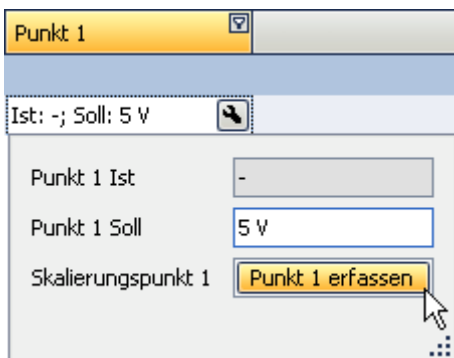 Punkt 1
Ist: -; Soll: 5 V
Punkt 1 Ist -
Punkt 1 Soll 5 V
Skalierungspunkt 1 Punkt 1 erfassen